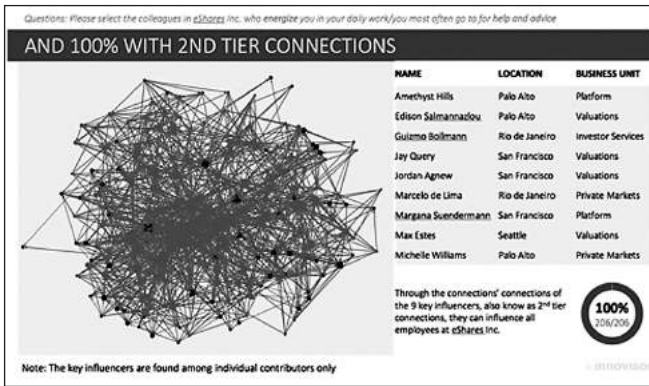 Questions: Please select the colleagues in eShares Inc. who energize you in your daily work/you most often go to for help and advice
AND 100% WITH 2ND TIER CONNECTIONS
NAME LOCATION BUSINESS UNIT
Amethyst Hills Palo Alto Platform
Edison Salmannazlou Palo Alto Valuations
Guizmo Bollmann Rio de Janeiro Investor Services
Jay Query San Francisco Valuations
Jordan Agnew San Francisco Valuations
Marcelo de Lima Rio de Janeiro Private Markets
Margana Suendermann San Francisco Platform
Max Estes Seattle Valuations
Michelle Williams Palo Alto Private Markets
Through the connections' connections of
the 9 key influencers, also know as 2nd tier
connections, they can influence all
employees at eShares Inc.
100%
206/206
Note: The key influencers are found among individual contributors only
innovisor